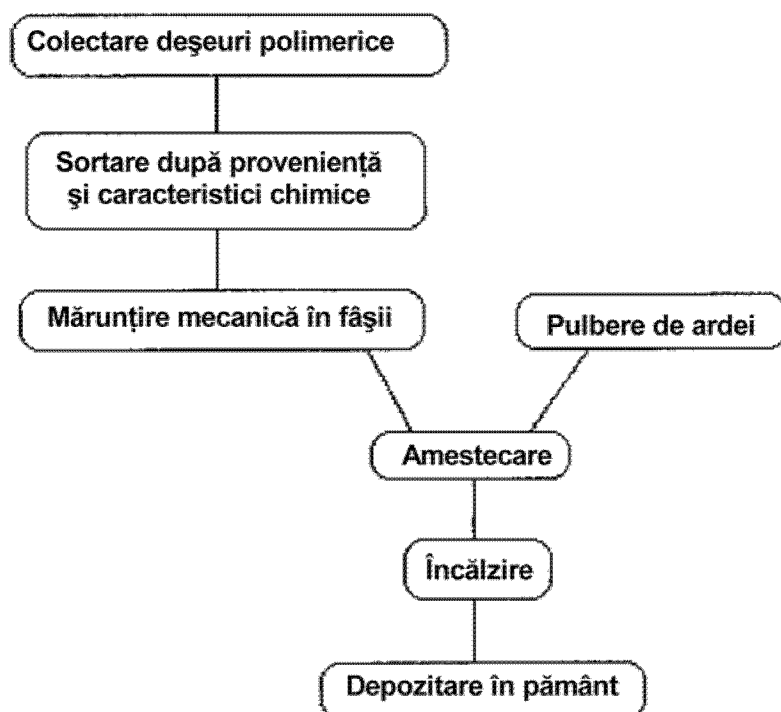 Colectare deşeuri polimerice
Sortare după proveniență
şi caracteristici chimice
Mărunțire mecanică în fâşii
Pulbere de ardei
Amestecare
Încălzire
Depozitare în pământ